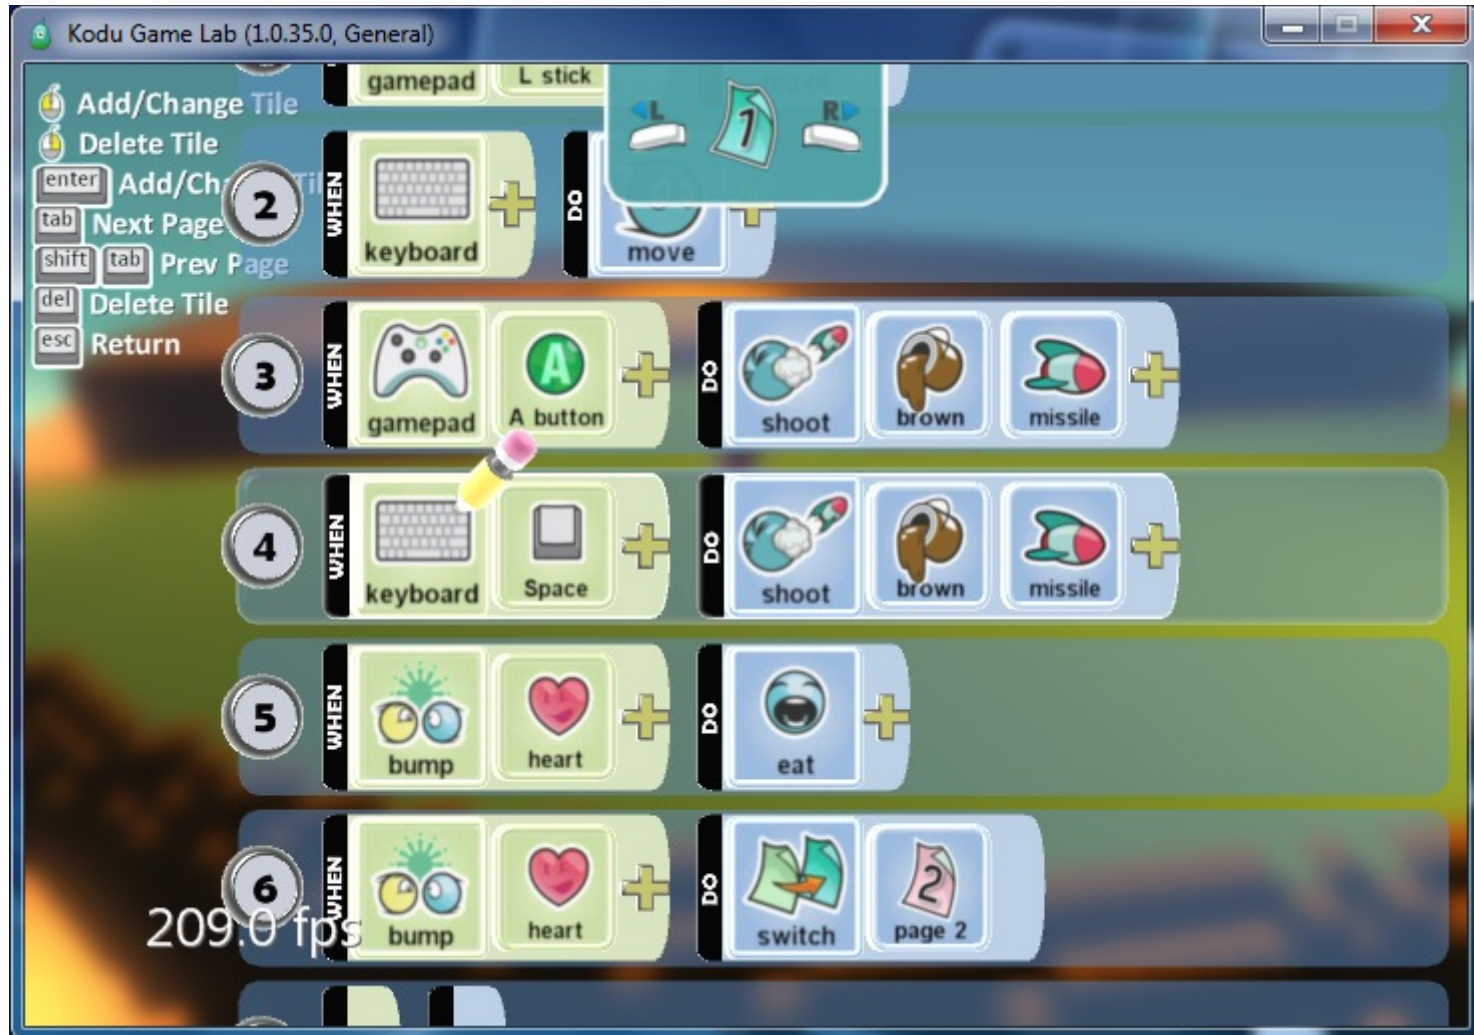 Kodu Game Lab (1.0.35.0, General)
Add/Change Tile
Delete Tile
enter Add/Cha
tab Next Page
shift tab Prev Page
del Delete Tile
esc Return
gamepad L stick
L 1 R
2 WHEN keyboard DO move
3 WHEN gamepad A A button DO shoot brown missile
4 WHEN keyboard Space DO shoot brown missile
5 WHEN bump heart DO eat
6 WHEN bump heart DO switch 2 page 2
209.0 fps